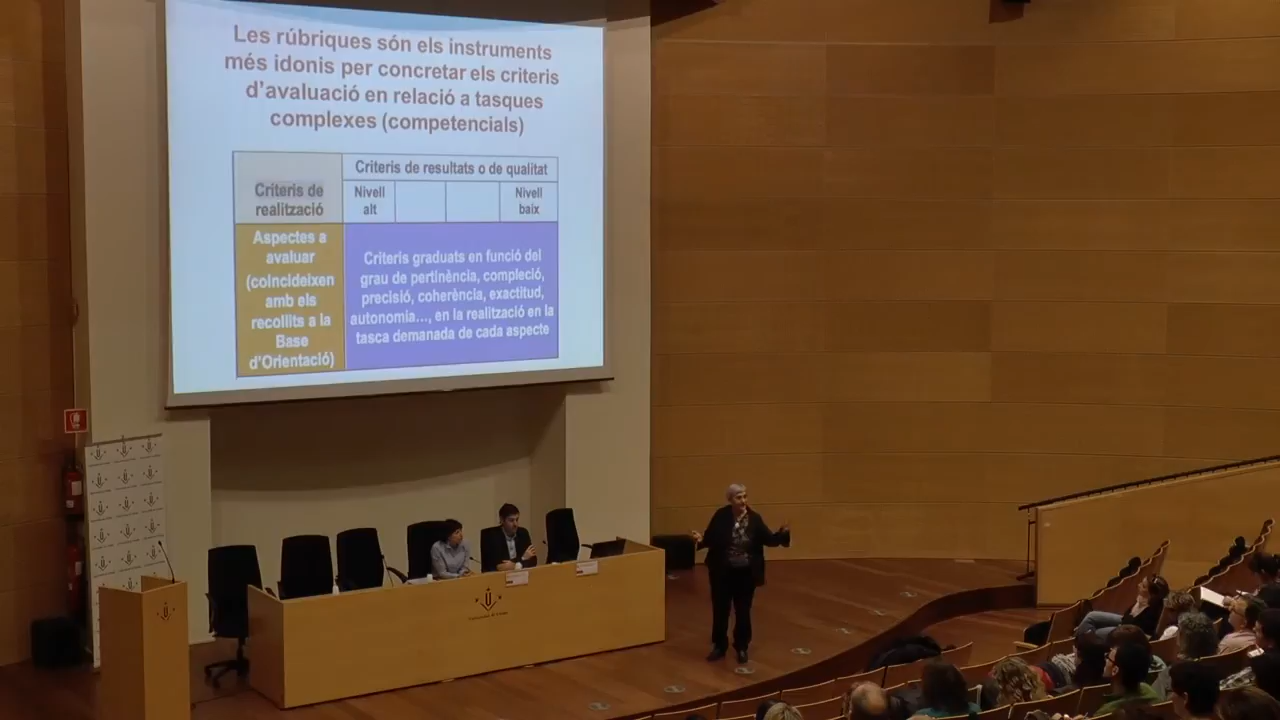 Les rúbriques són els instruments
més idonis per concretar els criteris
d'avaluació en relació a tasques
complexes (competencials)
Criteris de resultats o de qualitat
Criteris de
realització
Nivell
alt
Nivell
baix
Aspectes a
avaluar
(coincideixen
amb els
recollits a la
Base
d'Orientació)
Criteris graduats en funció del
grau de pertinència, compleció,
precisió, coherència, exactitud,
autonomia..., en la realització en la
tasca demanada de cada aspecte